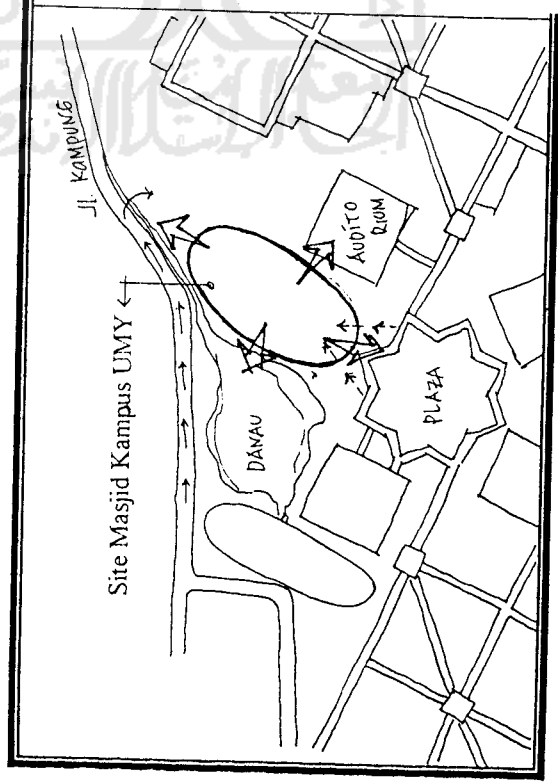 Jl. KAMPUNG
Site Masjid Kampus UMY
DANAU
AUDITO
RIUM
PLAZA